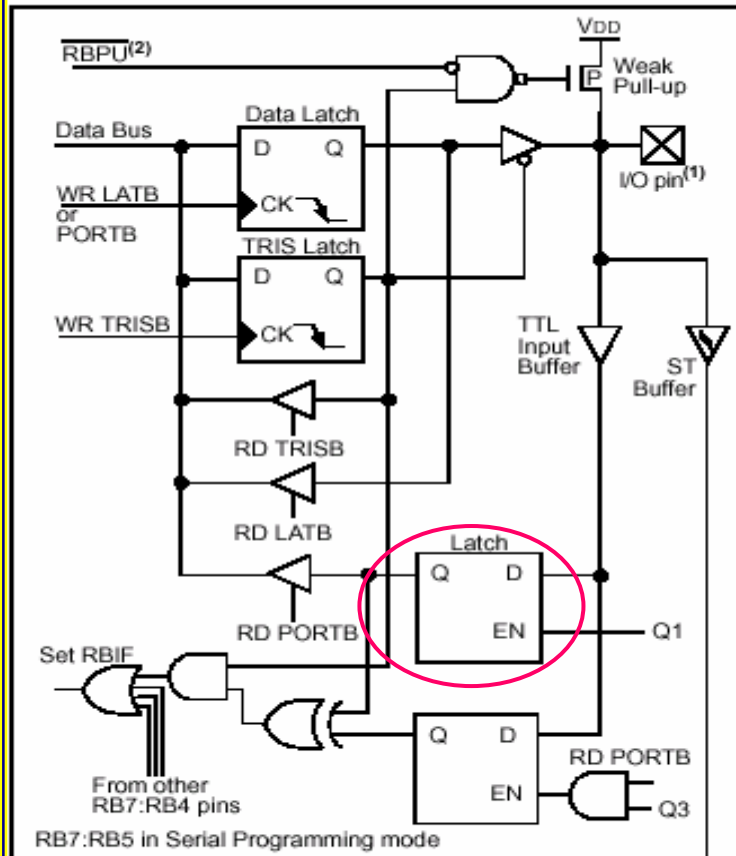 VDD
RBPU(2)
P
Weak
Pull-up
Data Latch
Data Bus
D Q
WR LATB
or
PORTB
CK
I/O pin(1)
TRIS Latch
D Q
WR TRISB
CK
TTL
Input
Buffer
ST
Buffer
RD TRISB
RD LATB
Latch
Q D
RD PORTB
EN
Q1
Set RBIF
Q D
RD PORTB
EN
Q3
From other
RB7:RB4 pins
RB7:RB5 in Serial Programming mode